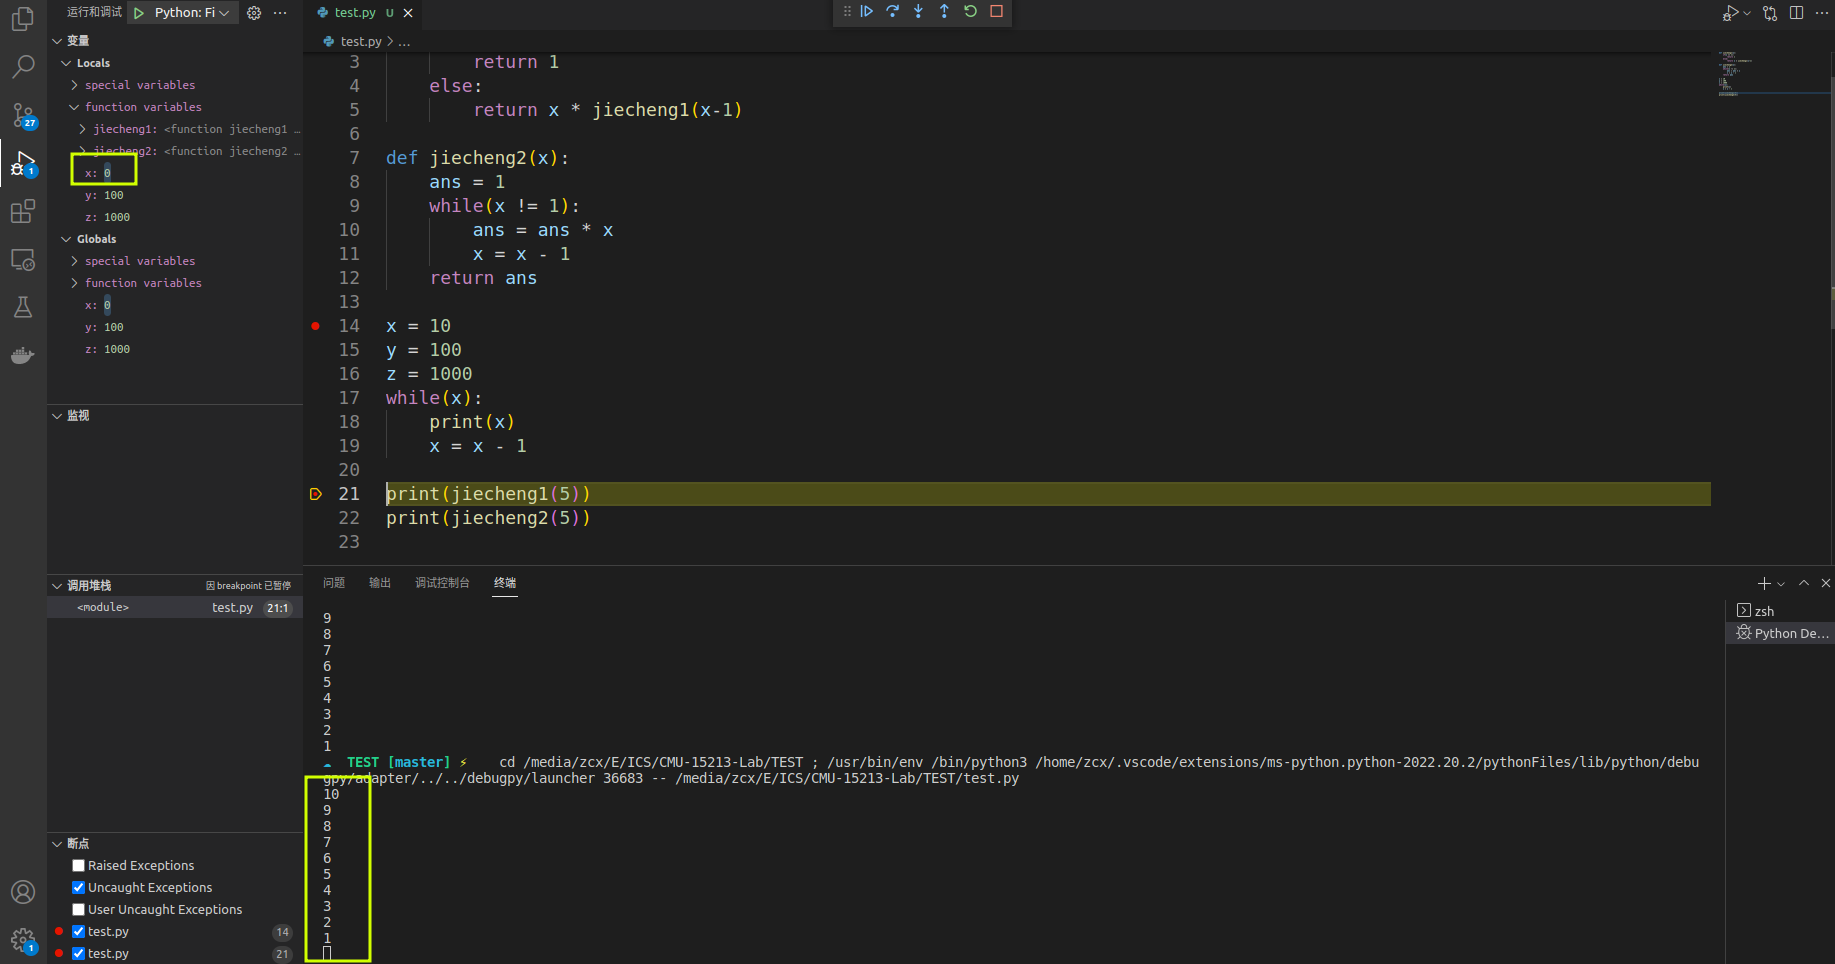 运行和调试 Python: Fi
变量
Locals
special variables
function variables
jiecheng1: <function jiecheng1 ...
jiecheng2: <function jiecheng2 ...
x: 0
y: 100
z: 1000
Globals
special variables
function variables
x: 0
y: 100
z: 1000
监视
调用堆栈 因 breakpoint 已暂停
<module> test.py 21:1
断点
Raised Exceptions
Uncaught Exceptions
User Uncaught Exceptions
test.py 14
test.py 21
27
1
1
test.py U
test.py > ...
3 return 1
4 else:
5 return x * jiecheng1(x-1)
6
7 def jiecheng2(x):
8 ans = 1
9 while(x != 1):
10 ans = ans * x
11 x = x - 1
12 return ans
13
14 x = 10
15 y = 100
16 z = 1000
17 while(x):
18 print(x)
19 x = x - 1
20
21 print(jiecheng1(5))
22 print(jiecheng2(5))
23
问题 输出 调试控制台 终端
9
8
7
6
5
4
3
2
1
TEST [master] ⚡ cd /media/zcx/E/ICS/CMU-15213-Lab/TEST ; /usr/bin/env /bin/python3 /home/zcx/.vscode/extensions/ms-python.python-2022.20.2/pythonFiles/lib/python/debu
gpy/adapter/../../debugpy/launcher 36683 -- /media/zcx/E/ICS/CMU-15213-Lab/TEST/test.py
10
9
8
7
6
5
4
3
2
1
zsh
Python De...